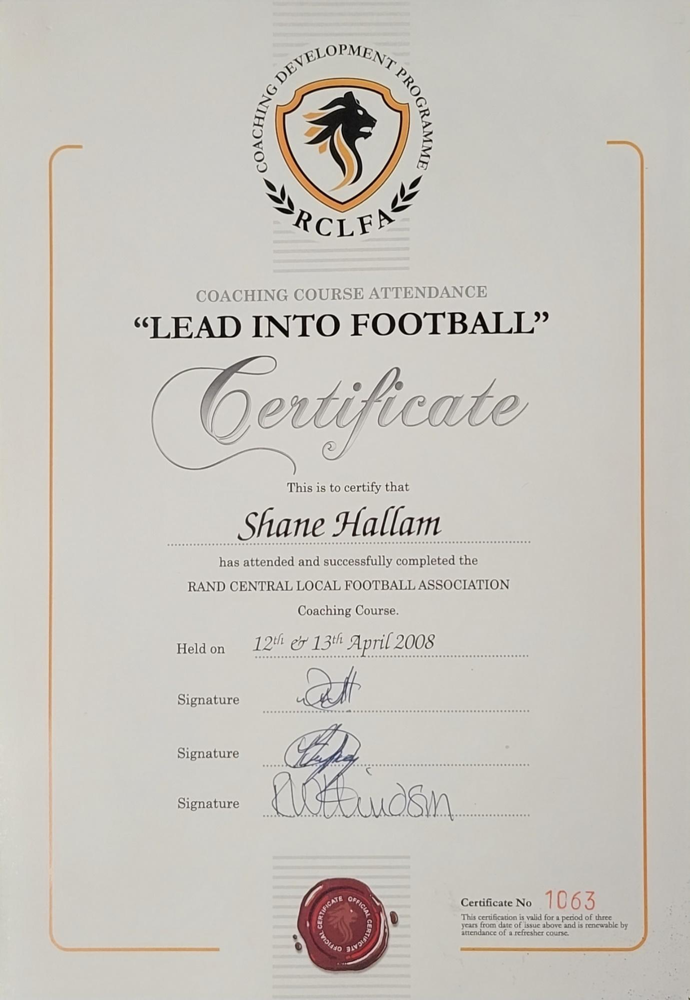 COACHING DEVELOPMENT PROGRAMME
RCLFA
COACHING COURSE ATTENDANCE
“LEAD INTO FOOTBALL”
Certificate
This is to certify that
Shane Hallam
has attended and successfully completed the
RAND CENTRAL LOCAL FOOTBALL ASSOCIATION
Coaching Course.
Held on 12th & 13th April 2008
Signature
Signature
Signature
OFFICIAL CERTIFICATE OFFICIAL CERTIFICATE
Certificate No 1063
This certification is valid for a period of three
years from date of issue above and is renewable by
attendance of a refresher course.